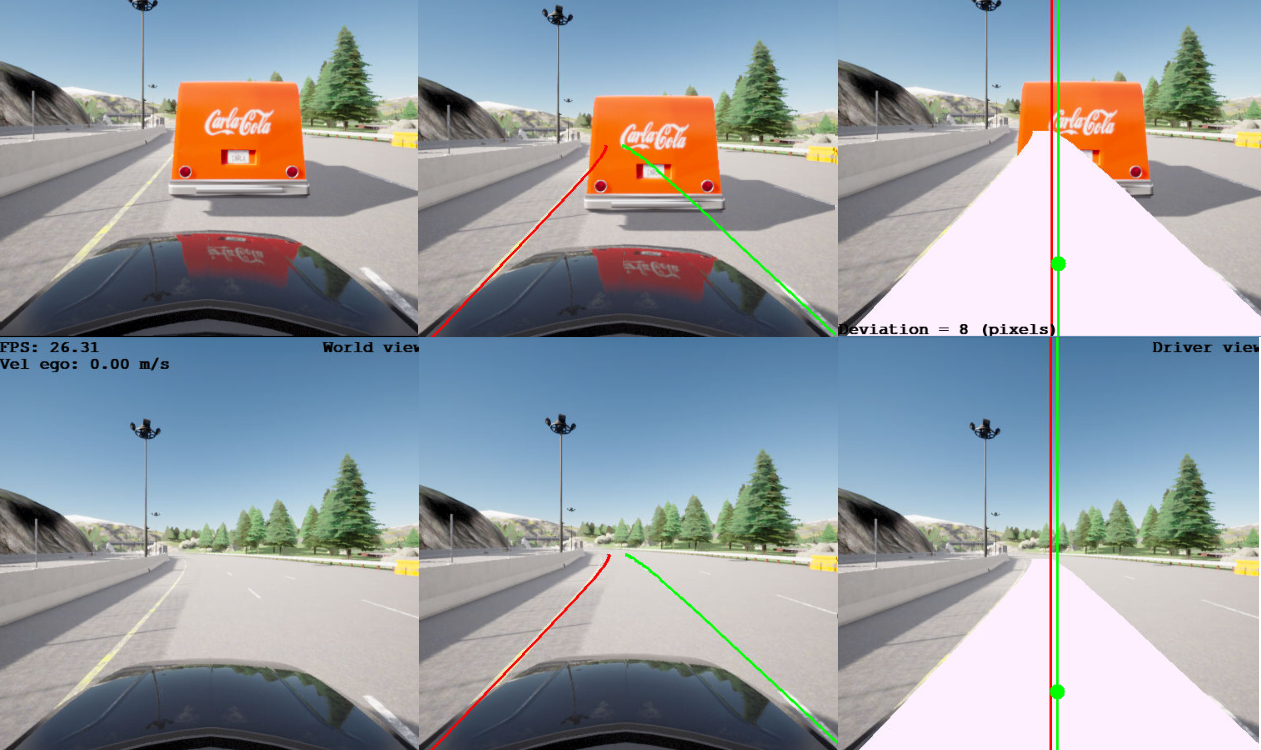 Carla-Cola
Carla-Cola
Carla-Cola
Deviation = 8 (pixels)
FPS: 26.31
World view
Driver view
Vel ego: 0.00 m/s